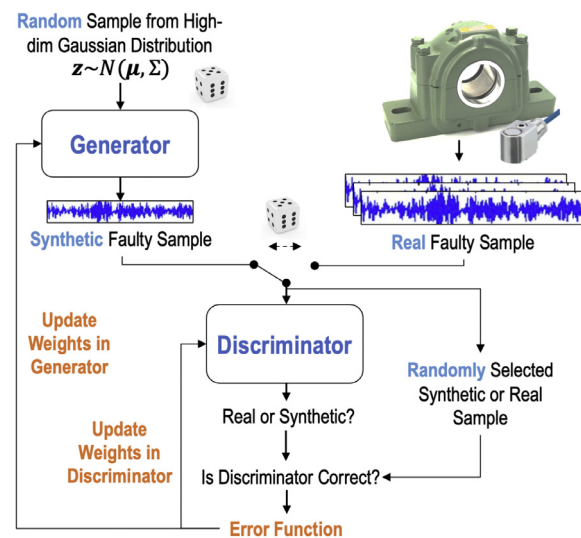 Random Sample from High-
dim Gaussian Distribution
z~N(μ, Σ)
Generator
Synthetic Faulty Sample
Real Faulty Sample
Update
Weights in
Generator
Discriminator
Randomly Selected
Synthetic or Real
Sample
Real or Synthetic?
Update
Weights in
Discriminator
Is Discriminator Correct?
Error Function